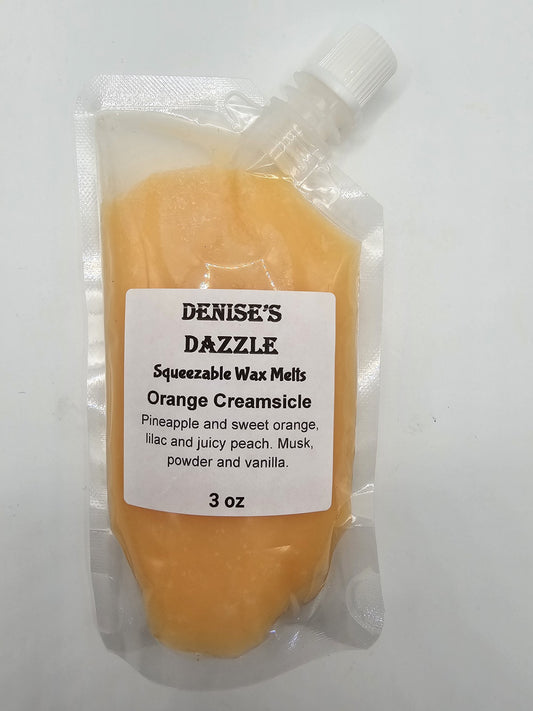 DENISE'S
DAZZLE
Squeezable Wax Melts
Orange Creamsicle
Pineapple and sweet orange,
lilac and juicy peach. Musk,
powder and vanilla.
3 oz